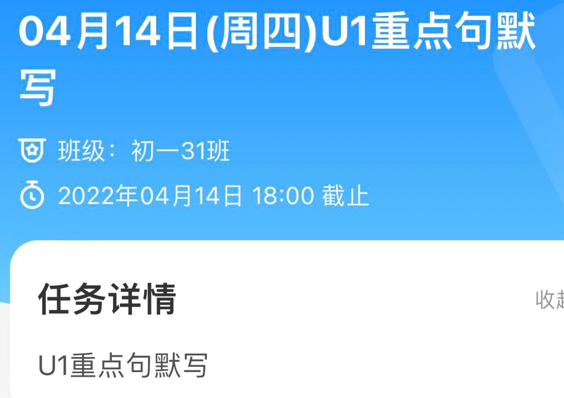 04月14日(周四)U1重点句默
写
班级：初一31班
2022年04月14日 18:00 截止
任务详情
收起
U1重点句默写